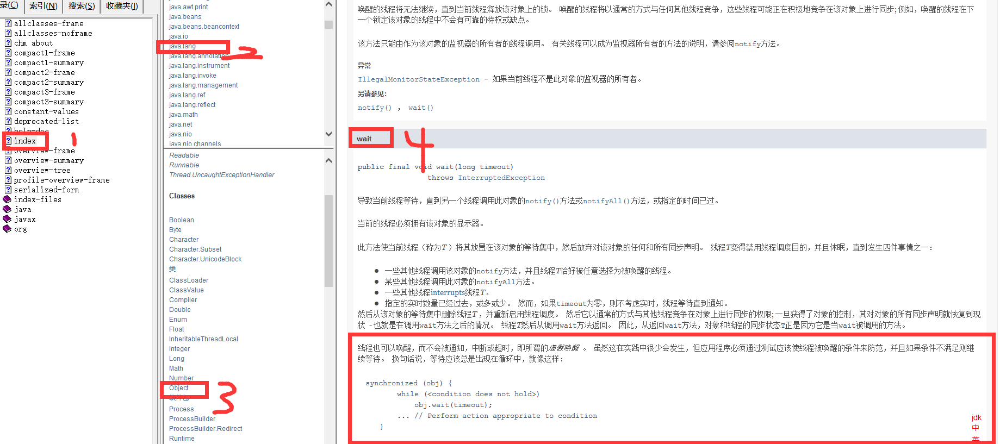 录(C) 索引(N) 搜索(S) 收藏夹(I)
allclasses-frame
allclasses-noframe
chm about
compact1-frame
compact1-summary
compact2-frame
compact2-summary
compact3-frame
compact3-summary
constant-values
deprecated-list
help-doc
index
1
overview-frame
overview-summary
overview-tree
profile-overview-frame
serialized-form
index-files
java
javax
org
java.awt.print
java.beans
java.beans.beancontext
java.io
java.lang
2
java.lang.annotation
java.lang.instrument
java.lang.invoke
java.lang.management
java.lang.ref
java.lang.reflect
java.math
java.net
java.nio
java.nio.channels
Readable
Runnable
Thread.UncaughtExceptionHandler
Classes
Boolean
Byte
Character
Character.Subset
Character.UnicodeBlock
类
ClassLoader
ClassValue
Compiler
Double
Enum
Float
InheritableThreadLocal
Integer
Long
Math
Number
Object
3
Process
ProcessBuilder
ProcessBuilder.Redirect
Runtime
唤醒的线程将无法继续，直到当前线程释放该对象上的锁。 唤醒的线程将以通常的方式与任何其他线程竞争，这些线程可能正在积极地竞争在该对象上进行同步; 例如，唤醒的线程在下
一个锁定该对象的线程中不会有可靠的特权或缺点。
该方法只能由作为该对象的监视器的所有者的线程调用。 有关线程可以成为监视器所有者的方法的说明，请参阅notify方法。
异常
IllegalMonitorStateException - 如果当前线程不是此对象的监视器的所有者。
另请参见：
notify() ， wait()
wait
4
public final void wait(long timeout)
throws InterruptedException
导致当前线程等待，直到另一个线程调用此对象的notify()方法或notifyAll()方法，或指定的时间已过。
当前的线程必须拥有该对象的显示器。
此方法使当前线程（称为T ）将其放置在该对象的等待集中，然后放弃对该对象的任何和所有同步声明。 线程T变得禁用线程调度目的，并且休眠，直到发生四件事情之一：
● 一些其他线程调用该对象的notify方法，并且线程T恰好被任意选择为被唤醒的线程。
● 某些其他线程调用此对象的notifyAll方法。
● 一些其他线程interrupts线程T。
● 指定的实时数量已经过去，或多或少。 然而，如果timeout为零，则不考虑实时，线程等待直到通知。
然后从该对象的等待集中删除线程T ，并重新启用线程调度。 然后它以通常的方式与其他线程竞争在对象上进行同步的权限; 一旦获得了对象的控制，其对对象的所有同步声明就恢复到现
状 - 也就是在调用wait方法之后的情况。 线程T然后从调用wait方法返回。 因此，从返回wait方法，对象和线程的同步状态T正是因为它是当wait被调用的方法。
线程也可以唤醒，而不会被通知，中断或超时，即所谓的虚假唤醒 。 虽然这在实践中很少会发生，但应用程序必须通过测试应该使线程被唤醒的条件来防范，并且如果条件不满足则继
续等待。 换句话说，等待应该总是出现在循环中，就像这样：
synchronized (obj) {
while (<condition does not hold>)
obj.wait(timeout);
... // Perform action appropriate to condition
}
jdk
中
英